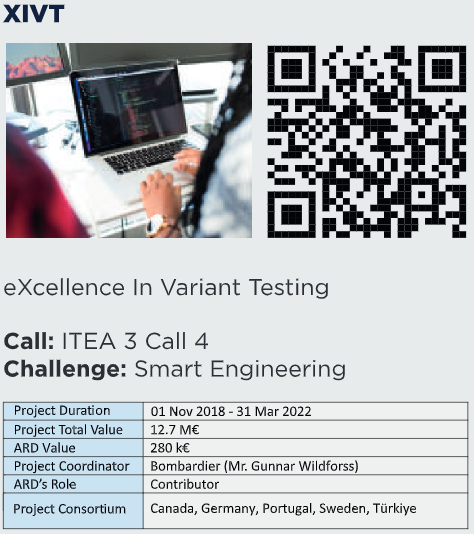 XIVT
eXcellence In Variant Testing
Call: ITEA 3 Call 4
Challenge: Smart Engineering
Project Duration 01 Nov 2018 - 31 Mar 2022
Project Total Value 12.7 M€
ARD Value 280 k€
Project Coordinator Bombardier (Mr. Gunnar Wildforss)
ARD's Role Contributor
Project Consortium Canada, Germany, Portugal, Sweden, Türkiye